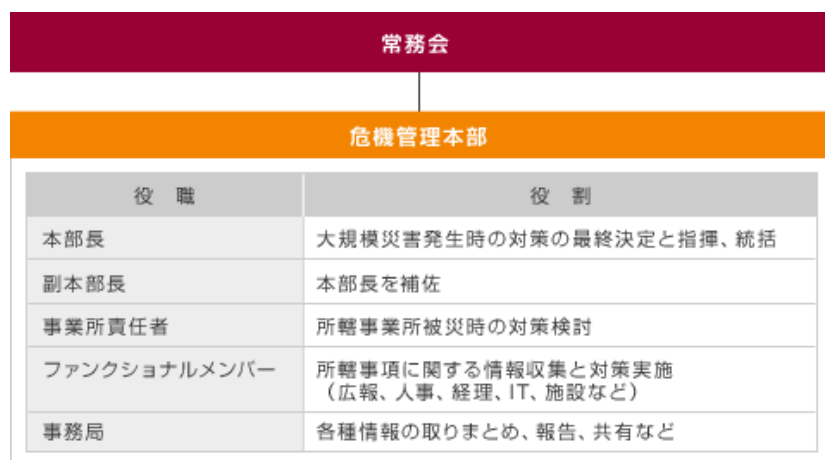 常務会
危機管理本部
役 職 役 割
本部長 大規模災害発生時の対策の最終決定と指揮、統括
副本部長 本部長を補佐
事業所責任者 所轄事業所被災時の対策検討
ファンクショナルメンバー 所轄事項に関する情報収集と対策実施
（広報、人事、経理、IT、施設など）
事務局 各種情報の取りまとめ、報告、共有など